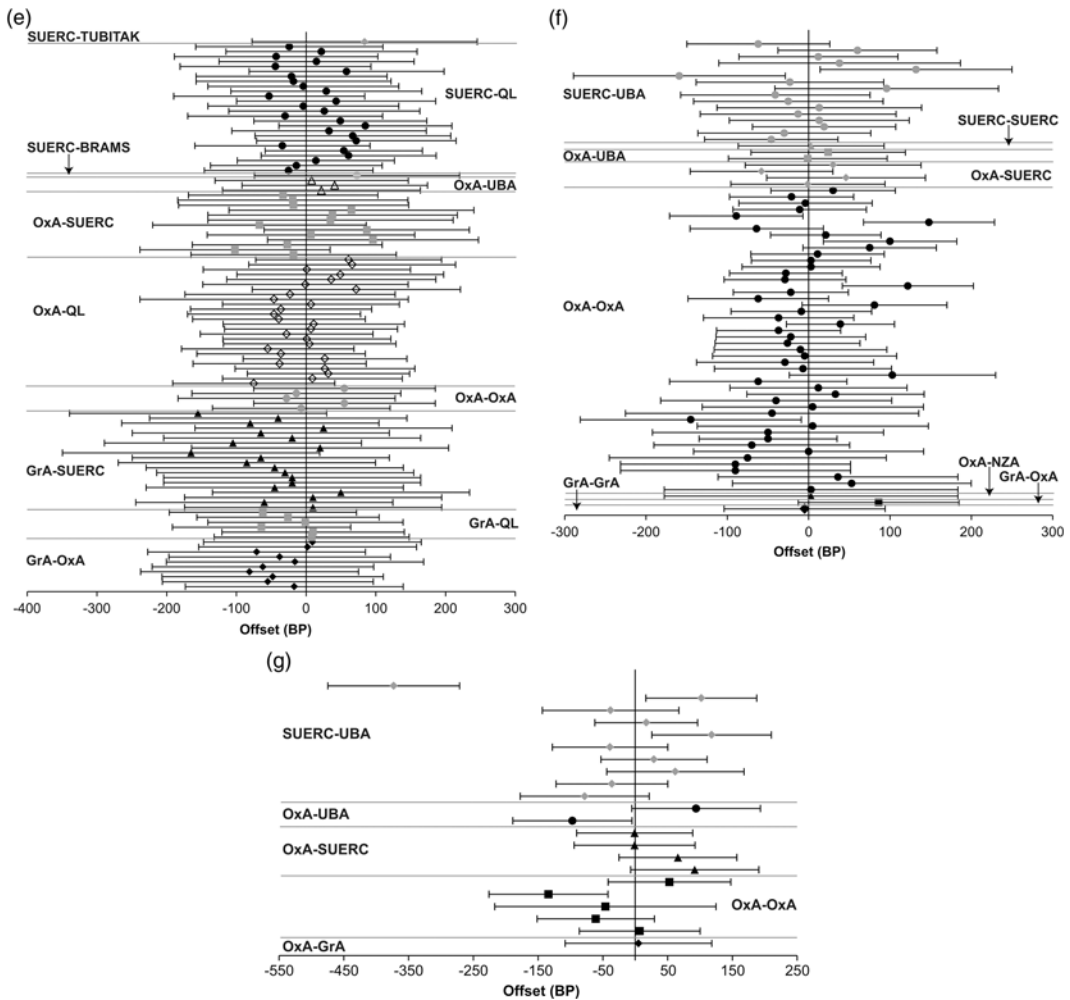 (e)
SUERC-TUBITAK
SUERC-QL
SUERC-BRAMS
OxA-UBA
OxA-SUERC
OxA-QL
OxA-OxA
GrA-SUERC
GrA-QL
GrA-OxA
-400 -300 -200 -100 0 100 200 300
Offset (BP)
(f)
SUERC-UBA
SUERC-SUERC
OxA-UBA
OxA-SUERC
OxA-OxA
OxA-NZA
GrA-GrA
GrA-OxA
-300 -200 -100 0 100 200 300
Offset (BP)
(g)
SUERC-UBA
OxA-UBA
OxA-SUERC
OxA-OxA
OxA-GrA
-550 -450 -350 -250 -150 -50 50 150 250
Offset (BP)